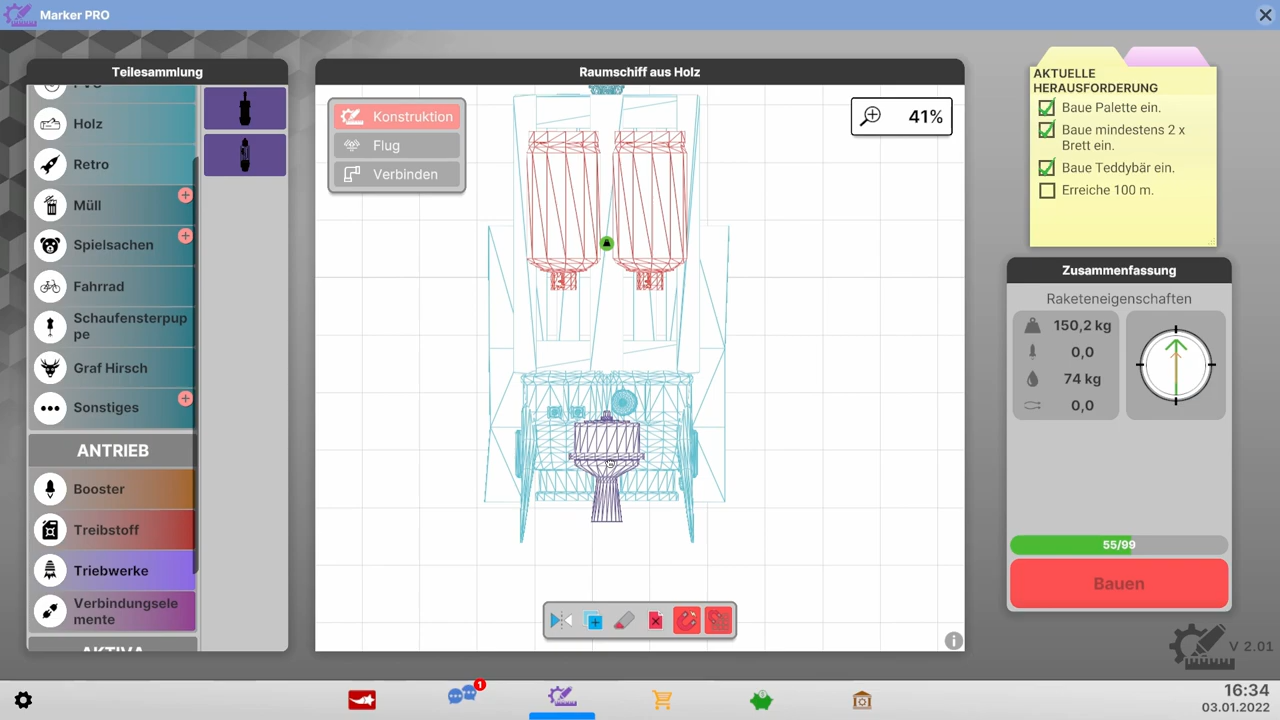 Marker PRO
Teilesammlung
Holz
Retro
Müll
Spielsachen
Fahrrad
Schaufensterpup
pe
Graf Hirsch
Sonstiges
ANTRIEB
Booster
Treibstoff
Triebwerke
Verbindungsele
mente
Raumschiff aus Holz
Konstruktion
Flug
Verbinden
41%
AKTUELLE
HERAUSFORDERUNG
Baue Palette ein.
Baue mindestens 2 x
Brett ein.
Baue Teddybär ein.
Erreiche 100 m.
Zusammenfassung
Raketeneigenschaften
150,2 kg
0,0
74 kg
0,0
55/99
Bauen
V 2.01
1
16:34
03.01.2022